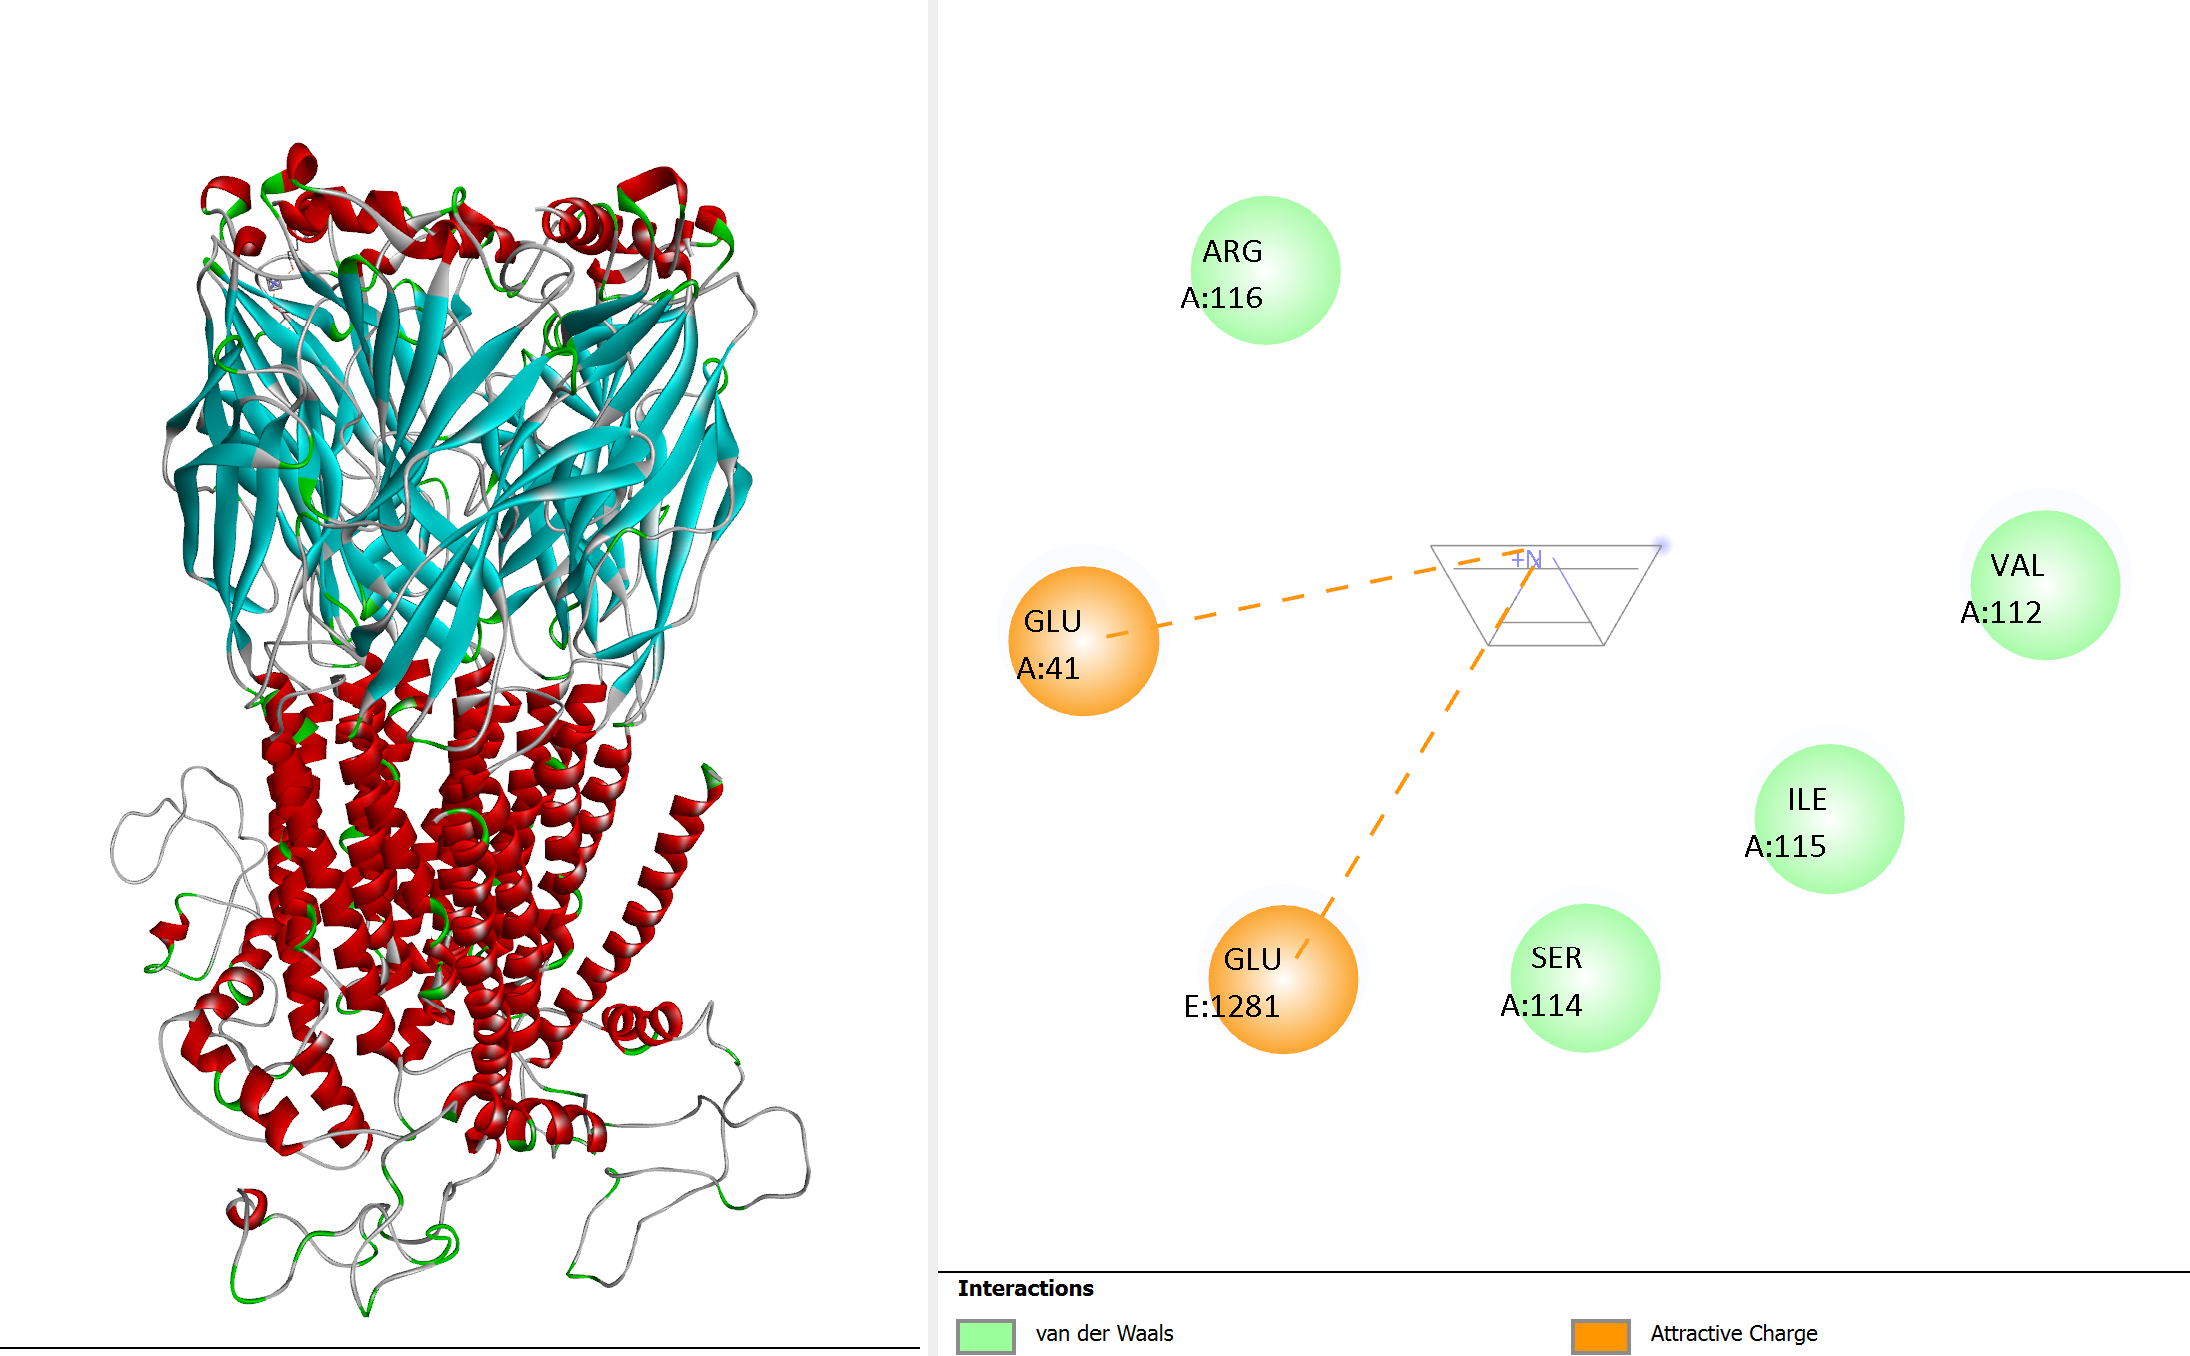 ARG
A:116
+N
VAL
A:112
GLU
A:41
ILE
A:115
GLU
E:1281
SER
A:114
Interactions
van der Waals
Attractive Charge